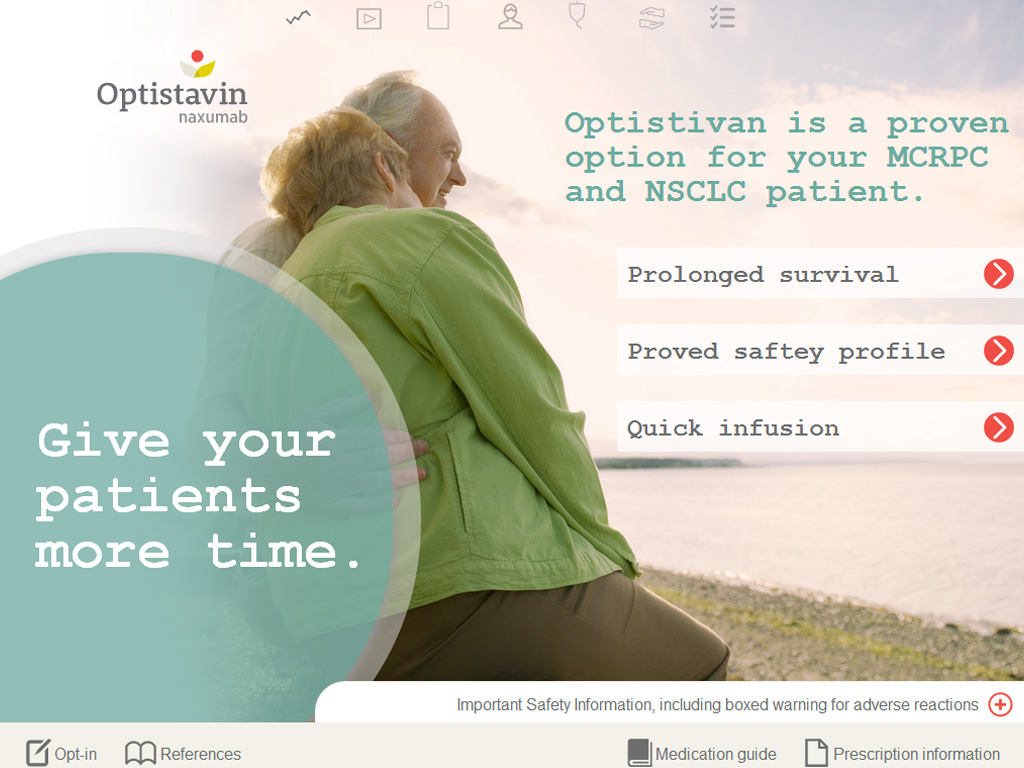 Optistavin
naxumab
Optistivan is a proven
option for your MCRPC
and NSCLC patient.
Prolonged survival
Proved saftey profile
Quick infusion
Give your
patients
more time.
Important Safety Information, including boxed warning for adverse reactions
Opt-in
References
Medication guide
Prescription information